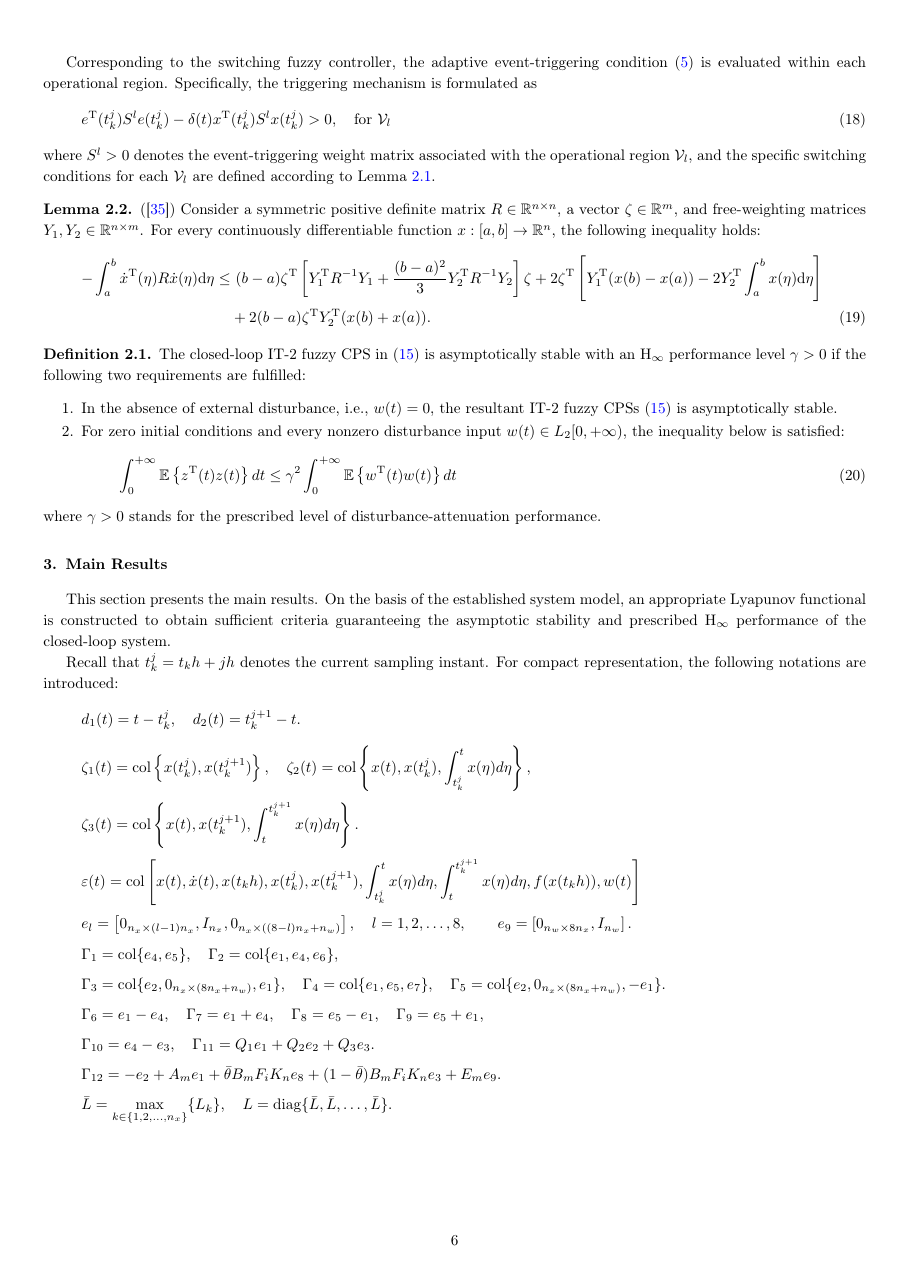 Corresponding to the switching fuzzy controller, the adaptive event-triggering condition (5) is evaluated within each
operational region. Specifically, the triggering mechanism is formulated as
e^T(t_k^j)S^l e(t_k^j) − δ(t)x^T(t_k^j)S^l x(t_k^j) > 0, for 𝒱_l (18)
where S^l > 0 denotes the event-triggering weight matrix associated with the operational region 𝒱_l, and the specific switching
conditions for each 𝒱_l are defined according to Lemma 2.1.
Lemma 2.2. ([35]) Consider a symmetric positive definite matrix R ∈ ℝ^{n×n}, a vector ζ ∈ ℝ^m, and free-weighting matrices
Y_1, Y_2 ∈ ℝ^{n×m}. For every continuously differentiable function x : [a, b] → ℝ^n, the following inequality holds:
− ∫_a^b ẋ^T(η)Rẋ(η)dη ≤ (b − a)ζ^T [Y_1^T R^{−1}Y_1 + \frac{(b − a)^2}{3} Y_2^T R^{−1}Y_2] ζ + 2ζ^T [Y_1^T(x(b) − x(a)) − 2Y_2^T ∫_a^b x(η)dη]
+ 2(b − a)ζ^T Y_2^T(x(b) + x(a)). (19)
Definition 2.1. The closed-loop IT-2 fuzzy CPS in (15) is asymptotically stable with an H_∞ performance level γ > 0 if the
following two requirements are fulfilled:
1. In the absence of external disturbance, i.e., w(t) = 0, the resultant IT-2 fuzzy CPSs (15) is asymptotically stable.
2. For zero initial conditions and every nonzero disturbance input w(t) ∈ L_2[0, +∞), the inequality below is satisfied:
∫_0^{+∞} 𝔼 {z^T(t)z(t)} dt ≤ γ^2 ∫_0^{+∞} 𝔼 {w^T(t)w(t)} dt (20)
where γ > 0 stands for the prescribed level of disturbance-attenuation performance.
3. Main Results
This section presents the main results. On the basis of the established system model, an appropriate Lyapunov functional
is constructed to obtain sufficient criteria guaranteeing the asymptotic stability and prescribed H_∞ performance of the
closed-loop system.
Recall that t_k^j = t_k h + jh denotes the current sampling instant. For compact representation, the following notations are
introduced:
d_1(t) = t − t_k^j, d_2(t) = t_k^{j+1} − t.
ζ_1(t) = col {x(t_k^j), x(t_k^{j+1})}, ζ_2(t) = col {x(t), x(t_k^j), ∫_{t_k^j}^t x(η)dη},
ζ_3(t) = col {x(t), x(t_k^{j+1}), ∫_t^{t_k^{j+1}} x(η)dη}.
ε(t) = col [x(t), ẋ(t), x(t_k h), x(t_k^j), x(t_k^{j+1}), ∫_{t_k^j}^t x(η)dη, ∫_t^{t_k^{j+1}} x(η)dη, f(x(t_k h)), w(t)]
e_l = [0_{n_x×(l−1)n_x}, I_{n_x}, 0_{n_x×((8−l)n_x+n_w)}], l = 1, 2, . . . , 8, e_9 = [0_{n_w×8n_x}, I_{n_w}].
Γ_1 = col{e_4, e_5}, Γ_2 = col{e_1, e_4, e_6},
Γ_3 = col{e_2, 0_{n_x×(8n_x+n_w)}, e_1}, Γ_4 = col{e_1, e_5, e_7}, Γ_5 = col{e_2, 0_{n_x×(8n_x+n_w)}, −e_1}.
Γ_6 = e_1 − e_4, Γ_7 = e_1 + e_4, Γ_8 = e_5 − e_1, Γ_9 = e_5 + e_1,
Γ_10 = e_4 − e_3, Γ_11 = Q_1e_1 + Q_2e_2 + Q_3e_3.
Γ_12 = −e_2 + A_m e_1 + θ̄B_m F_i K_n e_8 + (1 − θ̄)B_m F_i K_n e_3 + E_m e_9.
L̄ = max_{k∈{1,2,...,n_x}} {L_k}, L = diag{L̄, L̄, . . . , L̄}.
6